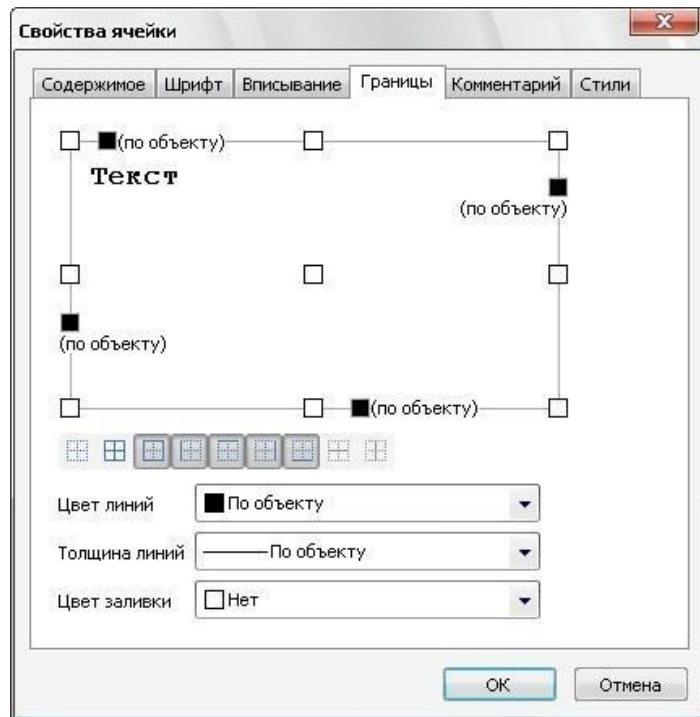 Свойства ячейки
Содержимое Шрифт Вписывание Границы Комментарий Стили
(по объекту)
Текст
(по объекту)
(по объекту)
(по объекту)
Цвет линий По объекту
Толщина линий По объекту
Цвет заливки Нет
OK Отмена